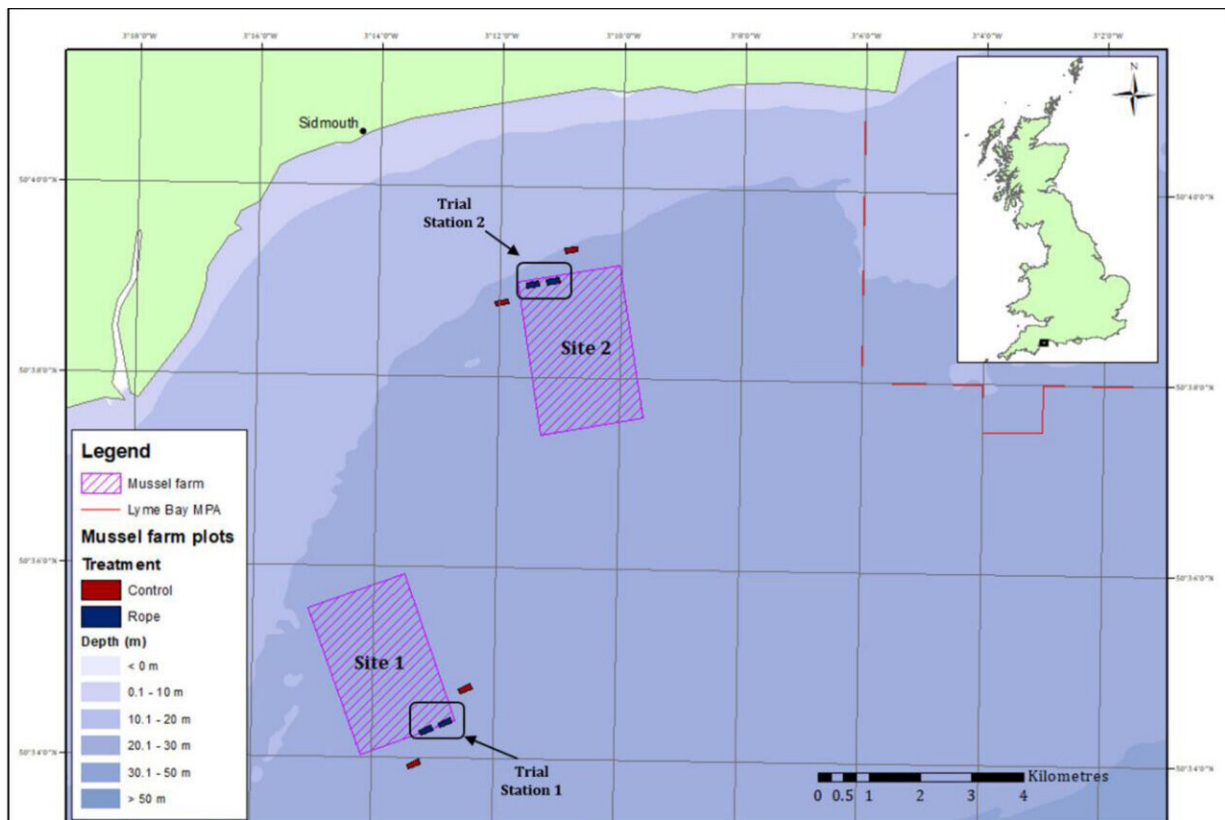 3°18'0"W 3°16'0"W 3°14'0"W 3°12'0"W 3°10'0"W 3°8'0"W 3°6'0"W 3°4'0"W 3°2'0"W
N
Sidmouth
50°40'0"N
50°40'0"N
Trial
Station 2
Site 2
50°38'0"N
50°38'0"N
Legend
Mussel farm
Lyme Bay MPA
Mussel farm plots
Treatment
Control
Rope
Depth (m)
< 0 m
0.1 - 10 m
10.1 - 20 m
20.1 - 30 m
30.1 - 50 m
> 50 m
50°36'0"N
50°36'0"N
Site 1
50°34'0"N
50°34'0"N
Trial
Station 1
Kilometres
0 0.5 1 2 3 4